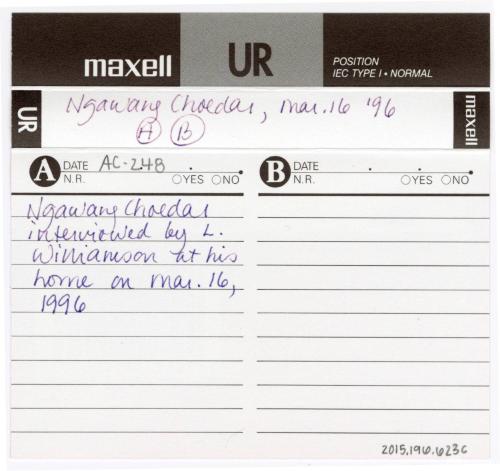 maxell UR POSITION
IEC TYPE I • NORMAL
UR Ngawang Choedar, Mar. 16 '96 maxell
A B
A DATE AC-248
N.R. YES NO
Ngawang Choedar
interviewed by L.
Williamson at his
home on Mar. 16,
1996
B DATE . .
N.R. YES NO
2015.196.623c